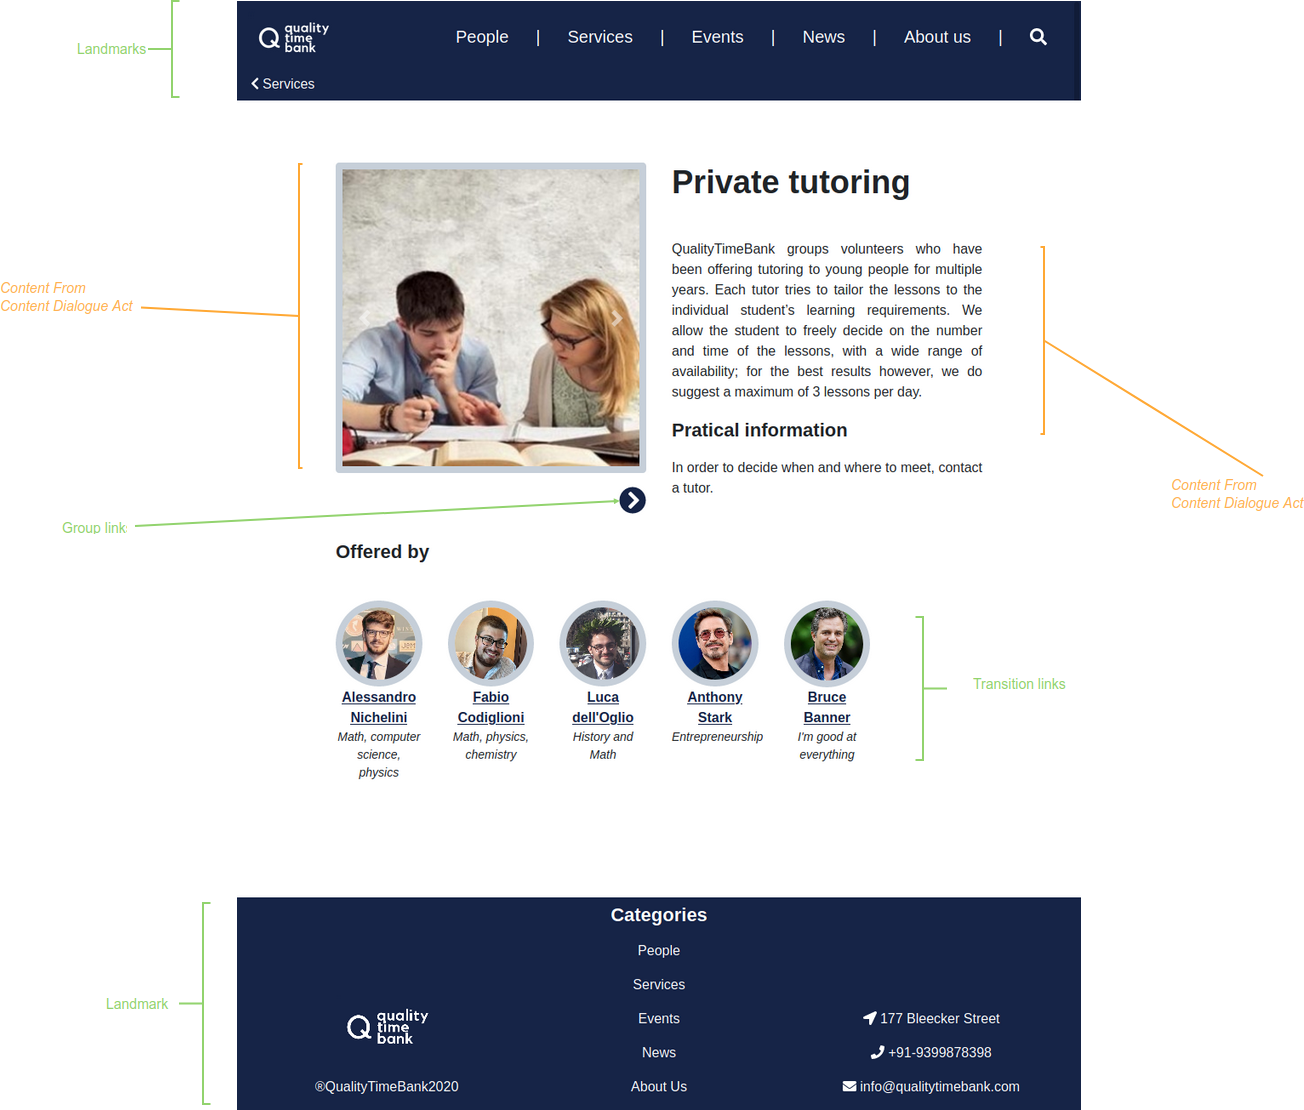 Landmarks
quality
time
bank
People | Services | Events | News | About us |
Services
Content From
Content Dialogue Act
Private tutoring
QualityTimeBank groups volunteers who have
been offering tutoring to young people for multiple
years. Each tutor tries to tailor the lessons to the
individual student’s learning requirements. We
allow the student to freely decide on the number
and time of the lessons, with a wide range of
availability; for the best results however, we do
suggest a maximum of 3 lessons per day.
Pratical information
In order to decide when and where to meet, contact
a tutor.
Content From
Content Dialogue Act
Group link
Offered by
Alessandro
Nichelini
Math, computer
science,
physics
Fabio
Codiglioni
Math, physics,
chemistry
Luca
dell'Oglio
History and
Math
Anthony
Stark
Entrepreneurship
Bruce
Banner
I'm good at
everything
Transition links
Landmark
quality
time
bank
®QualityTimeBank2020
Categories
People
Services
Events
News
About Us
177 Bleecker Street
+91-9399878398
info@qualitytimebank.com